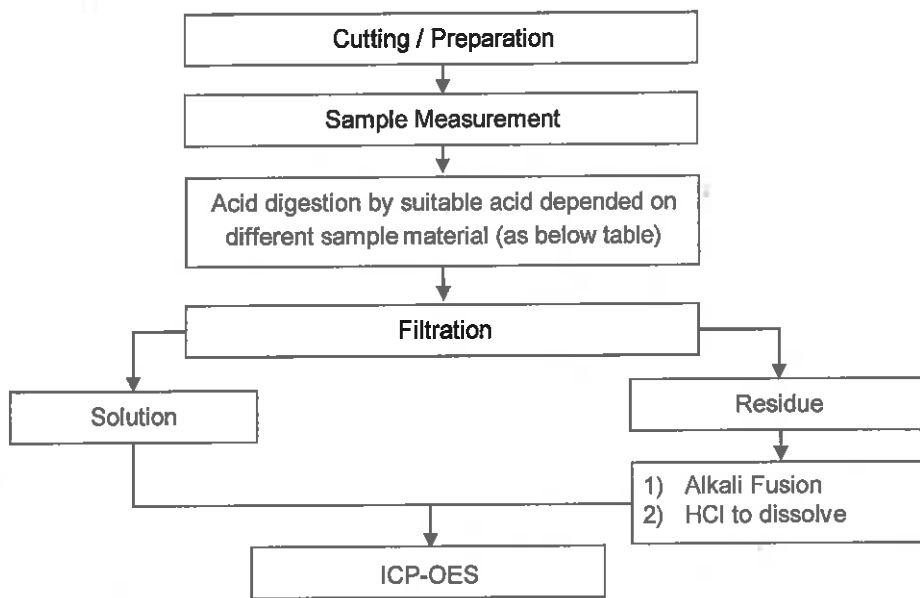 Cutting / Preparation
Sample Measurement
Acid digestion by suitable acid depended on
different sample material (as below table)
Filtration
Solution
Residue
1) Alkali Fusion
2) HCl to dissolve
ICP-OES